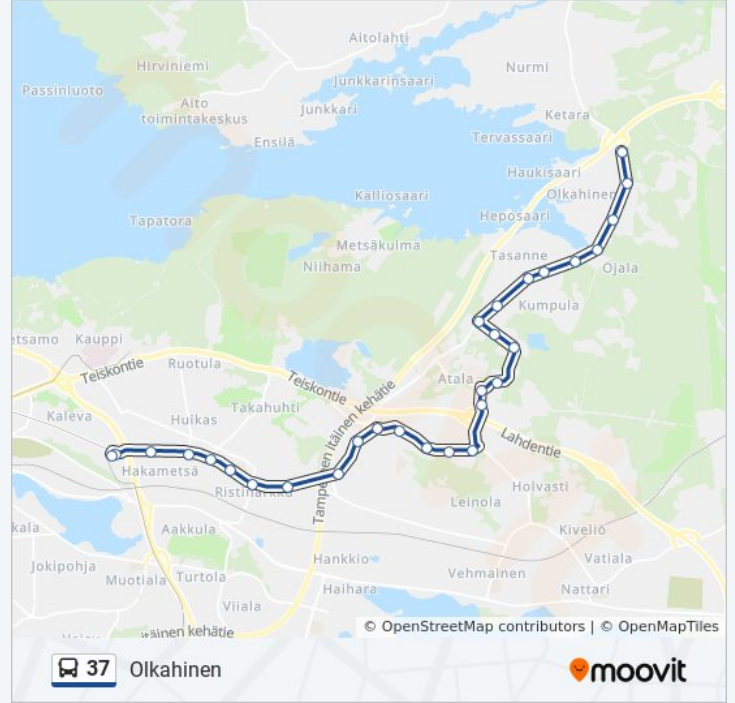 Aitolahti
Hirviniemi
Nurmi
Junkkarinsaari
Passinluoto
Aito
toimintakeskus
Junkkari
Ketara
Tervassaari
Ensilä
Haukisaari
Kalliosaari
Olkahinen
Heposaari
Tapatora
Metsäkulma
Tasanne
Niihama
Ojala
Kumpula
etsamo
Kauppi
Ruotula
Teiskontie
Teiskontie
Atala
Takahuhti
Kaleva
Huikas
Tampereen itäinen kehätie
Lahdentie
Hakametsä
Ristinarkku
Holvasti
Leinola
kala
Aakkula
Kiveliö
Jokipohja
Hankkio
Vatiala
Muotiala
Turtola
Vehmainen
Haihara
Nattari
Viiala
itäinen kehätie
© OpenStreetMap contributors | © OpenMapTiles
37 Olkahinen
moovit